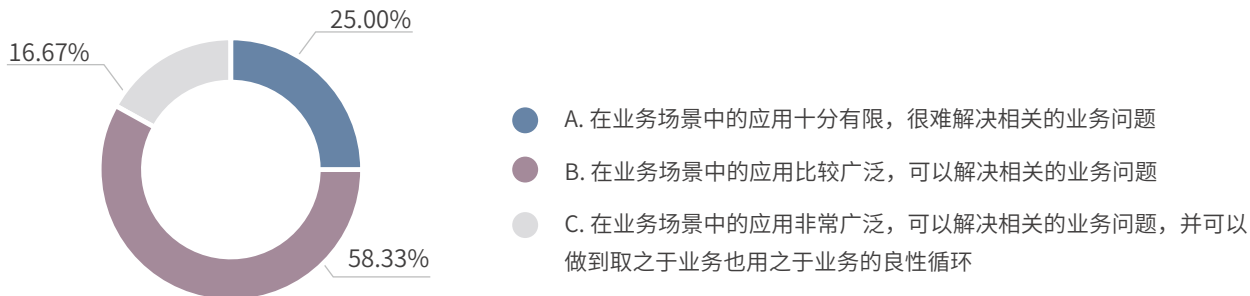 25.00%
16.67%
A. 在业务场景中的应用十分有限，很难解决相关的业务问题
B. 在业务场景中的应用比较广泛，可以解决相关的业务问题
C. 在业务场景中的应用非常广泛，可以解决相关的业务问题，并可以
做到取之于业务也用之于业务的良性循环
58.33%